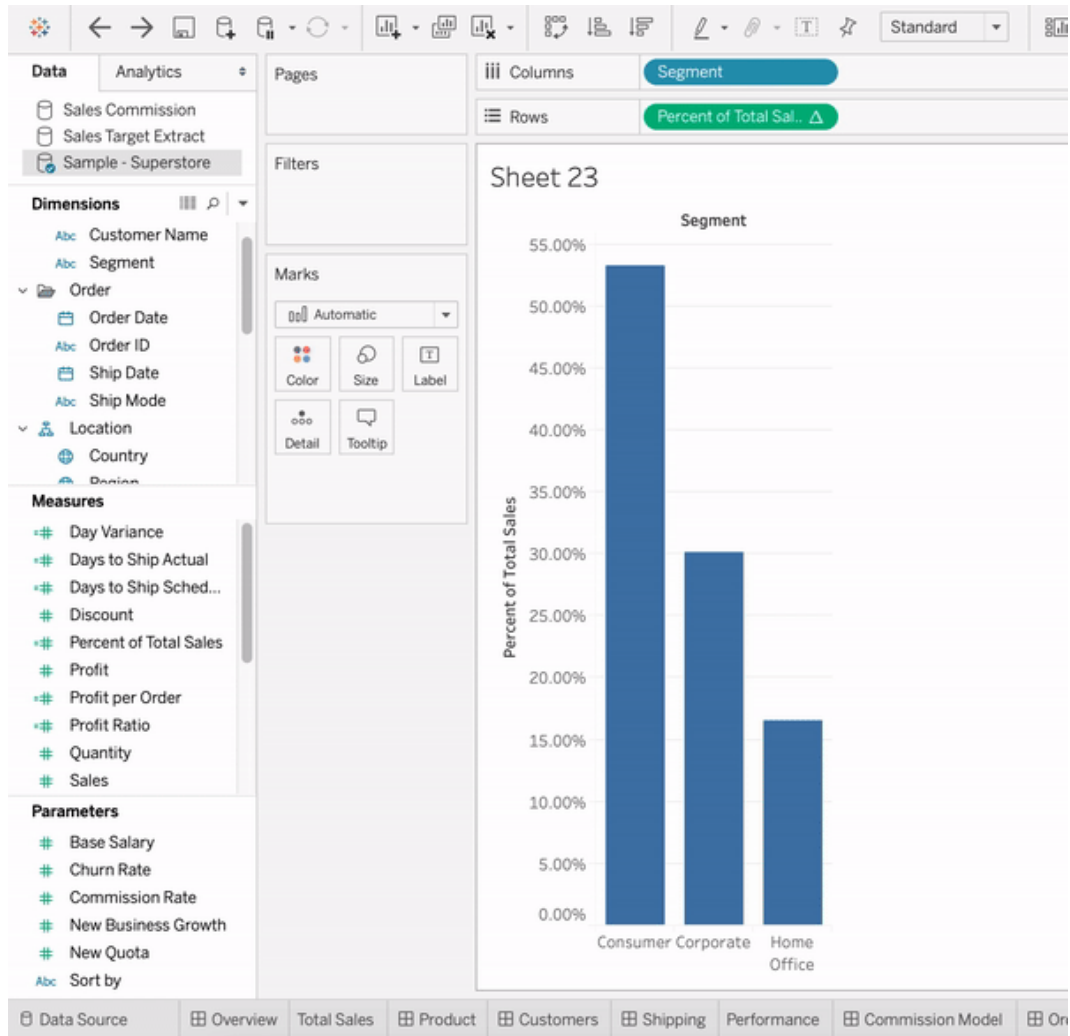 Standard
Data
Analytics
Sales Commission
Sales Target Extract
Sample - Superstore
Dimensions
Abc Customer Name
Abc Segment
Order
Order Date
Abc Order ID
Ship Date
Abc Ship Mode
Location
Country
Region
Measures
=# Day Variance
=# Days to Ship Actual
=# Days to Ship Sched...
# Discount
=# Percent of Total Sales
# Profit
=# Profit per Order
=# Profit Ratio
# Quantity
# Sales
Parameters
# Base Salary
# Churn Rate
# Commission Rate
# New Business Growth
# New Quota
Abc Sort by
Pages
Filters
Marks
Automatic
Color
Size
T
Label
Detail
Tooltip
Columns
Segment
Rows
Percent of Total Sal.. Δ
Sheet 23
Segment
Percent of Total Sales
55.00%
50.00%
45.00%
40.00%
35.00%
30.00%
25.00%
20.00%
15.00%
10.00%
5.00%
0.00%
Consumer
Corporate
Home
Office
Data Source
Overview
Total Sales
Product
Customers
Shipping
Performance
Commission Model